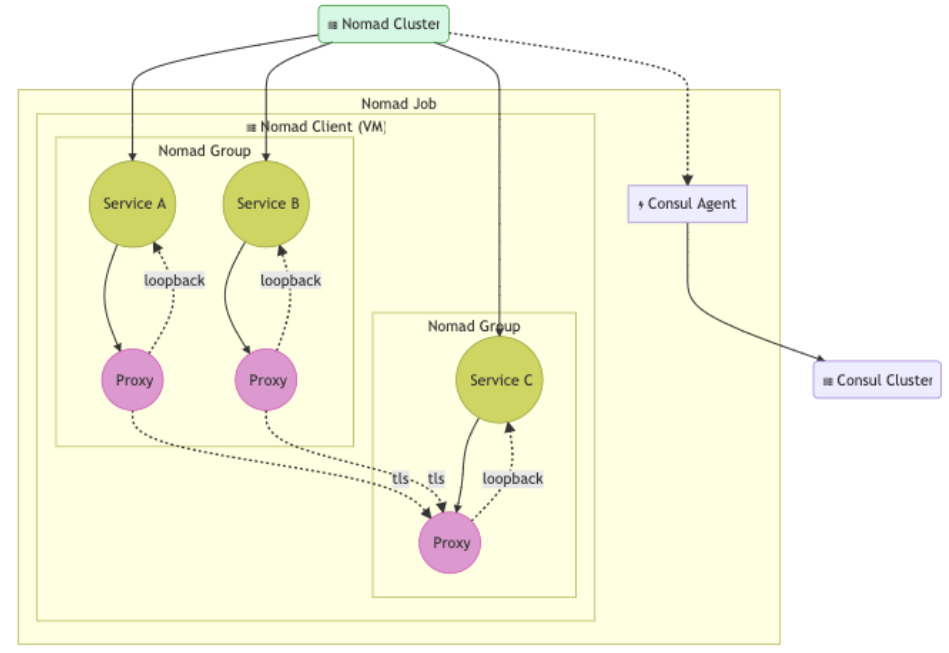 Nomad Cluster
Nomad Job
Nomad Client (VM)
Nomad Group
Service A
Service B
Consul Agent
loopback
loopback
Nomad Group
Proxy
Proxy
Service C
Consul Cluster
tls
tls
loopback
Proxy